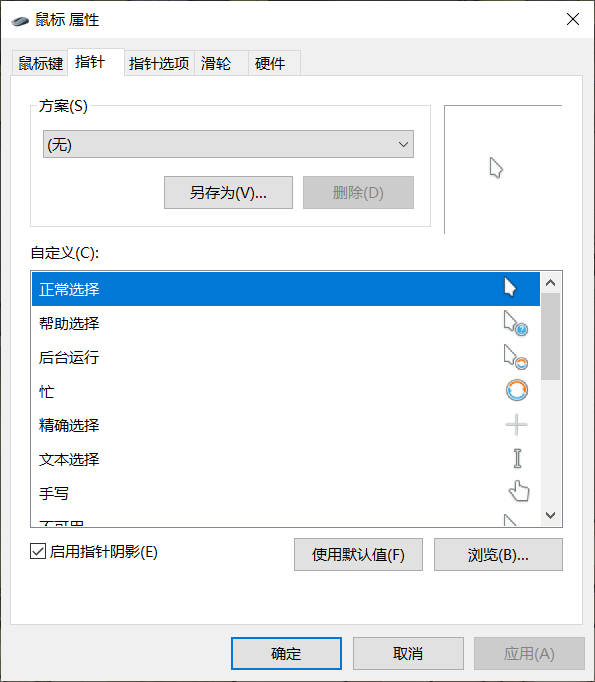 鼠标 属性
鼠标键 指针 指针选项 滑轮 硬件
方案(S)
(无)
另存为(V)... 删除(D)
自定义(C):
正常选择
帮助选择
后台运行
忙
精确选择
文本选择
手写
不可用
启用指针阴影(E)
使用默认值(F) 浏览(B)...
确定 取消 应用(A)